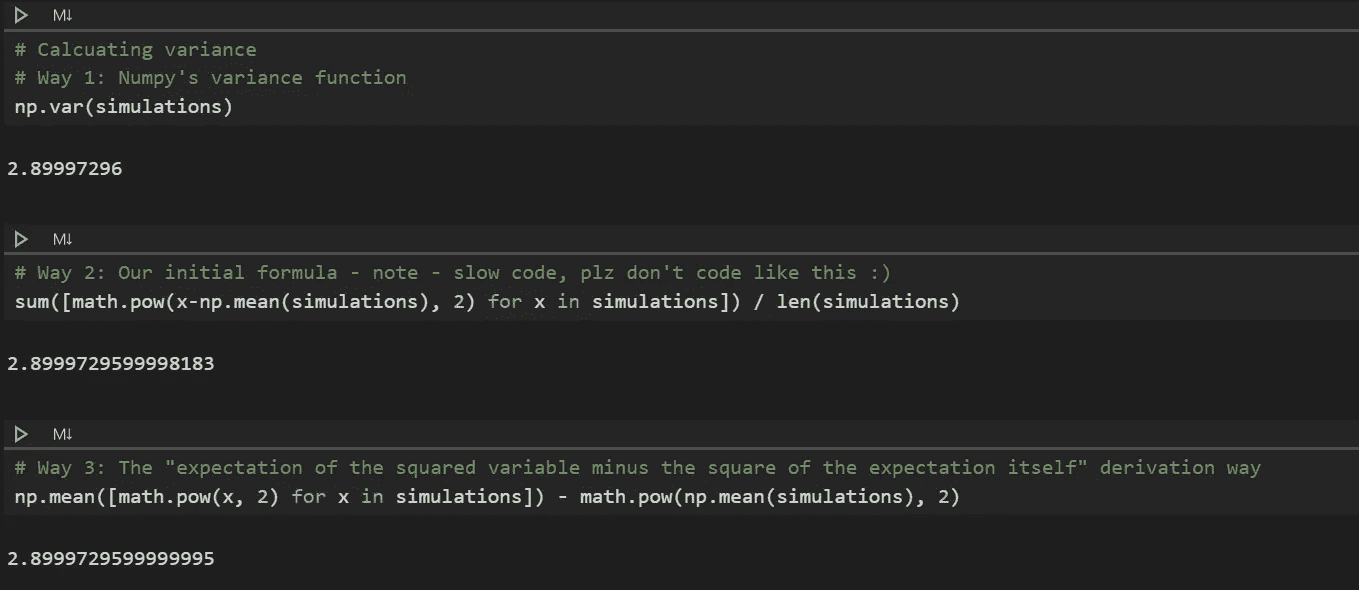 M↓
# Calcuating variance
# Way 1: Numpy's variance function
np.var(simulations)
2.89997296
M↓
# Way 2: Our initial formula - note - slow code, plz don't code like this :)
sum([math.pow(x-np.mean(simulations), 2) for x in simulations]) / len(simulations)
2.8999729599998183
M↓
# Way 3: The "expectation of the squared variable minus the square of the expectation itself" derivation way
np.mean([math.pow(x, 2) for x in simulations]) - math.pow(np.mean(simulations), 2)
2.8999729599999995